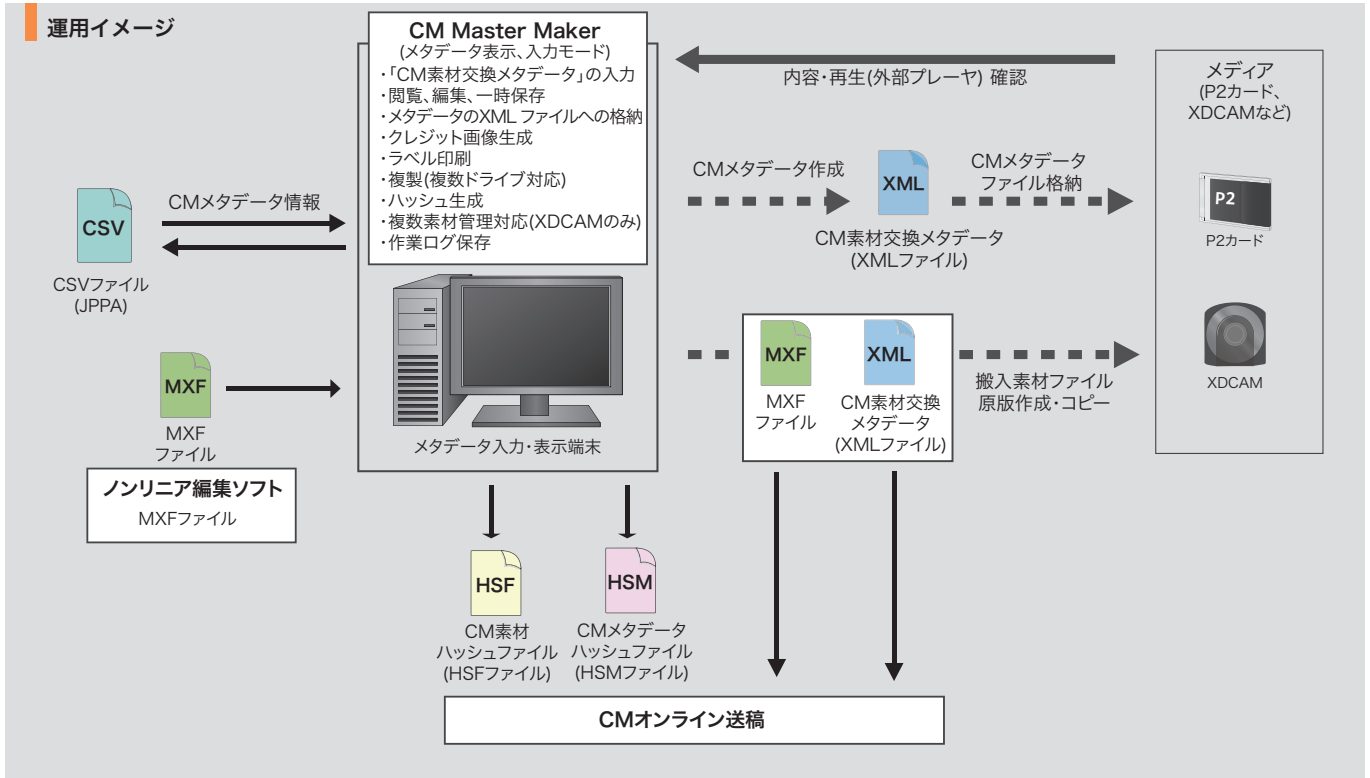 運用イメージ
CM Master Maker
(メタデータ表示、入力モード)
・「CM素材交換メタデータ」の入力
・閲覧、編集、一時保存
・メタデータのXML ファイルへの格納
・クレジット画像生成
・ラベル印刷
・複製(複数ドライブ対応)
・ハッシュ生成
・複数素材管理対応(XDCAMのみ)
・作業ログ保存
メタデータ入力・表示端末
CSV
CSVファイル
(JPPA)
CMメタデータ情報
MXF
MXF
ファイル
ノンリニア編集ソフト
MXFファイル
内容・再生(外部プレーヤ) 確認
CMメタデータ作成
XML
CM素材交換メタデータ
(XMLファイル)
CMメタデータ
ファイル格納
メディア
(P2カード、
XDCAMなど)
P2
P2カード
XDCAM
MXF
MXF
ファイル
XML
CM素材交換
メタデータ
(XMLファイル)
搬入素材ファイル
原版作成・コピー
HSF
CM素材
ハッシュファイル
(HSFファイル)
HSM
CMメタデータ
ハッシュファイル
(HSMファイル)
CMオンライン送稿